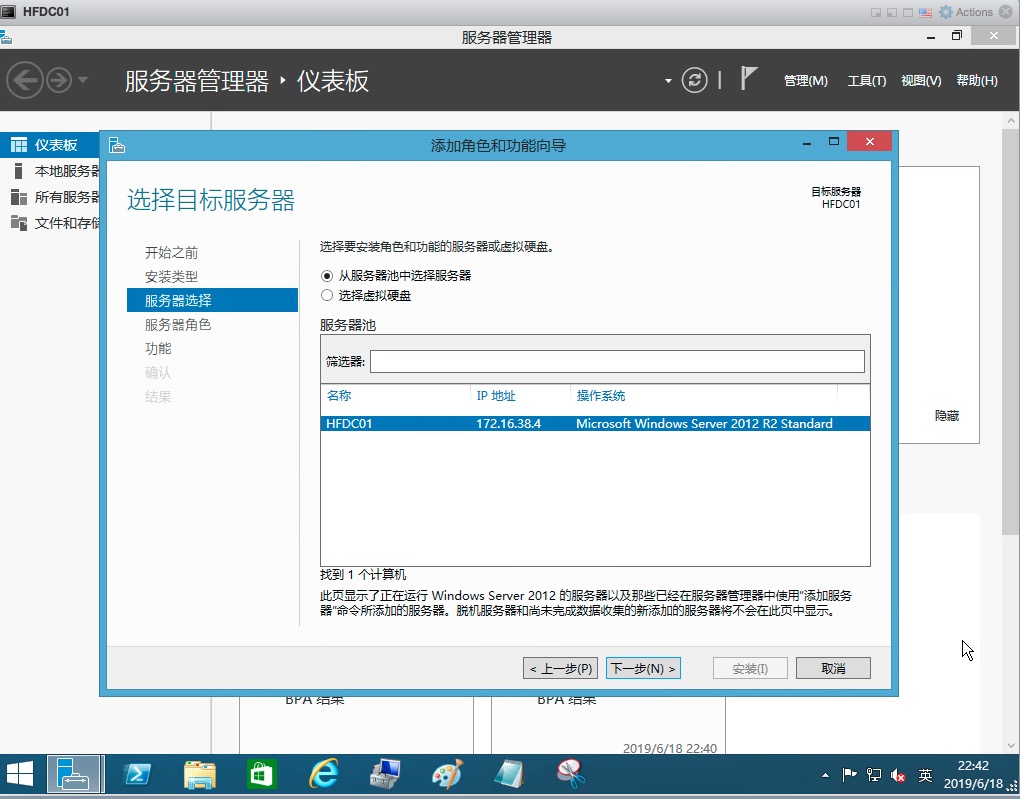 HFDC01
Actions
服务器管理器
服务器管理器 ‣ 仪表板
管理(M) 工具(T) 视图(V) 帮助(H)
仪表板
本地服务器
所有服务器
文件和存储
添加角色和功能向导
选择目标服务器
目标服务器
HFDC01
开始之前
安装类型
服务器选择
服务器角色
功能
确认
结果
选择要安装角色和功能的服务器或虚拟硬盘。
从服务器池中选择服务器
选择虚拟硬盘
服务器池
筛选器:
名称 IP 地址 操作系统
HFDC01 172.16.38.4 Microsoft Windows Server 2012 R2 Standard
找到 1 个计算机
此页显示了正在运行 Windows Server 2012 的服务器以及那些已经在服务器管理器中使用"添加服务
器"命令所添加的服务器。脱机服务器和尚未完成数据收集的新添加的服务器将不会在此页中显示。
< 上一步(P) 下一步(N) > 安装(I) 取消
隐藏
BPA 结果 BPA 结果
2019/6/18 22:40
英
22:42
2019/6/18